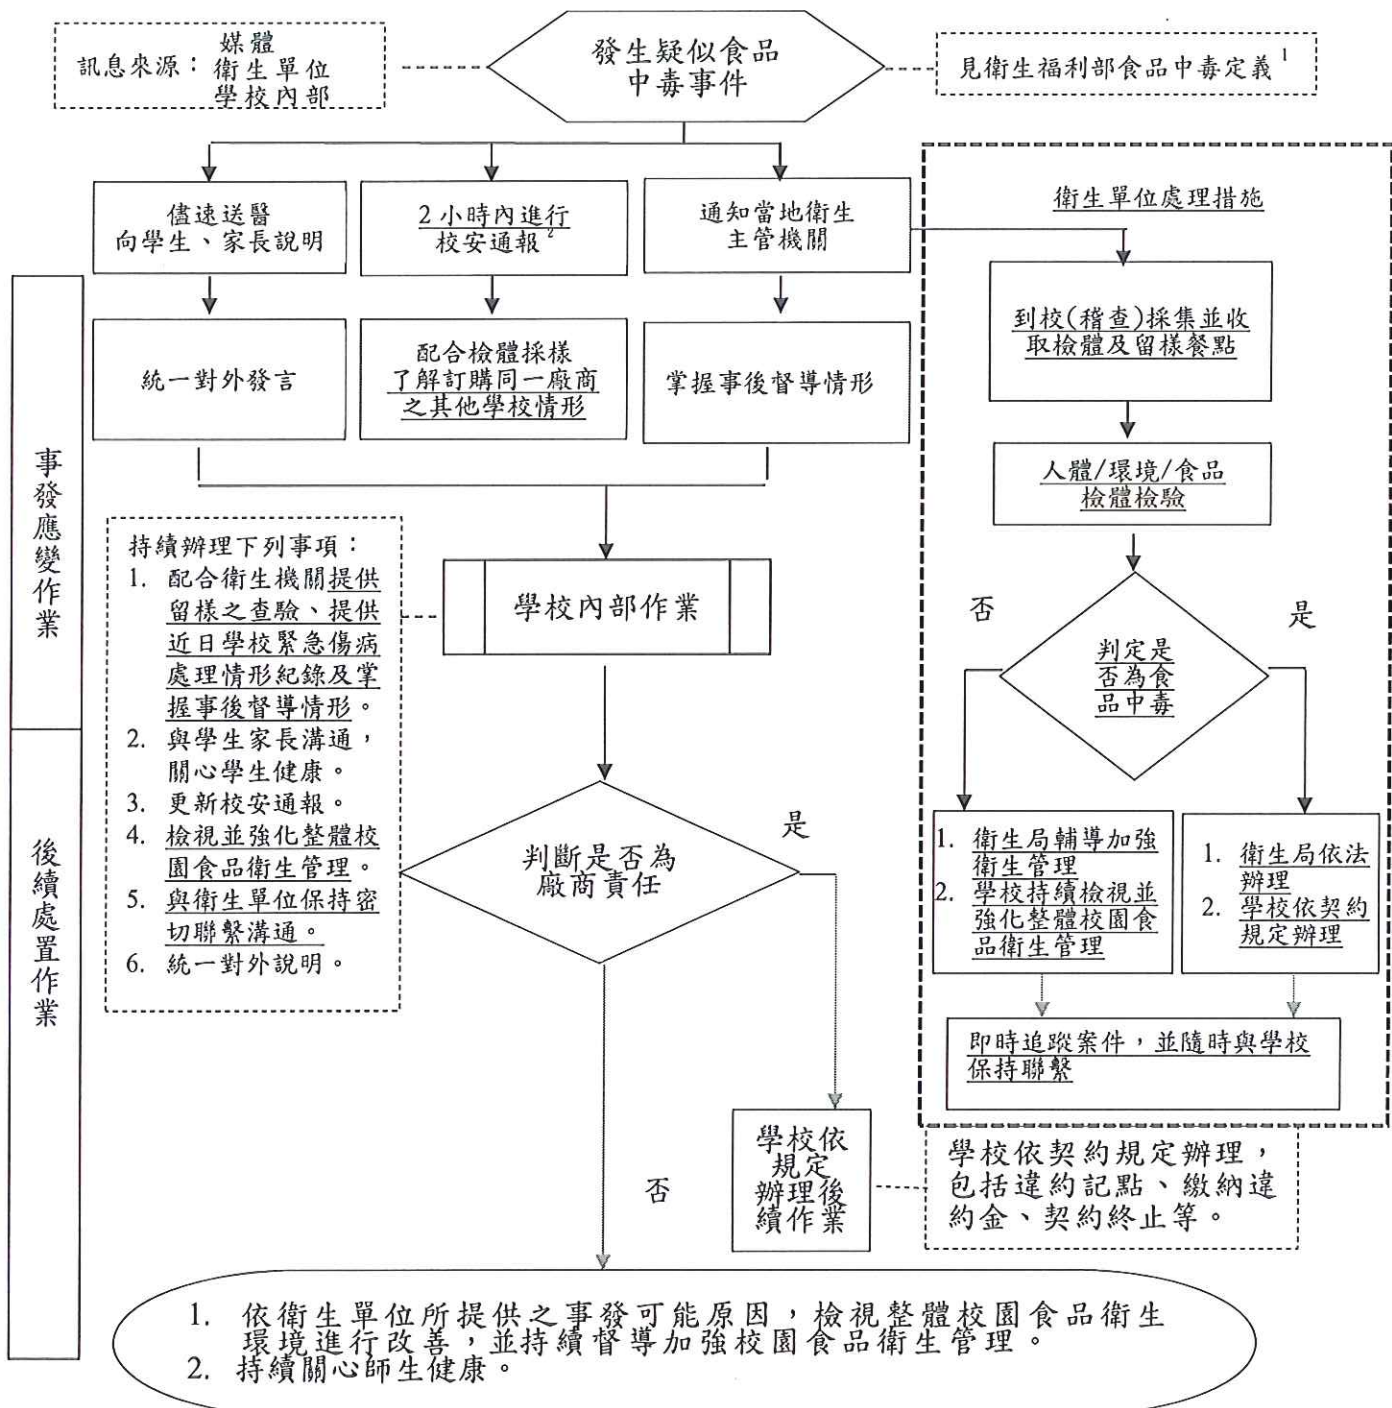 訊息來源：
媒體
衛生單位
學校內部
發生疑似食品
中毒事件
見衛生福利部食品中毒定義1
儘速送醫
向學生、家長說明
2小時內進行
校安通報2
通知當地衛生
主管機關
衛生單位處理措施
統一對外發言
配合檢體採樣
了解訂購同一廠商
之其他學校情形
掌握事後督導情形
到校(稽查)採集並收
取檢體及留樣餐點
人體/環境/食品
檢體檢驗
事發應變作業
持續辦理下列事項：
1. 配合衛生機關提供
留樣之查驗、提供
近日學校緊急傷病
處理情形紀錄及掌
握事後督導情形。
2. 與學生家長溝通，
關心學生健康。
3. 更新校安通報。
4. 檢視並強化整體校
園食品衛生管理。
5. 與衛生單位保持密
切聯繫溝通。
6. 統一對外說明。
學校內部作業
否
是
判定是
否為食
品中毒
後續處置作業
判斷是否為
廠商責任
是
1. 衛生局輔導加強
衛生管理
2. 學校持續檢視並
強化整體校園食
品衛生管理
1. 衛生局依法
辦理
2. 學校依契約
規定辦理
即時追蹤案件，並隨時與學校
保持聯繫
否
學校依
規定
辦理後
續作業
學校依契約規定辦理，
包括違約記點、繳納違
約金、契約終止等。
1. 依衛生單位所提供之事發可能原因，檢視整體校園食品衛生
環境進行改善，並持續督導加強校園食品衛生管理。
2. 持續關心師生健康。